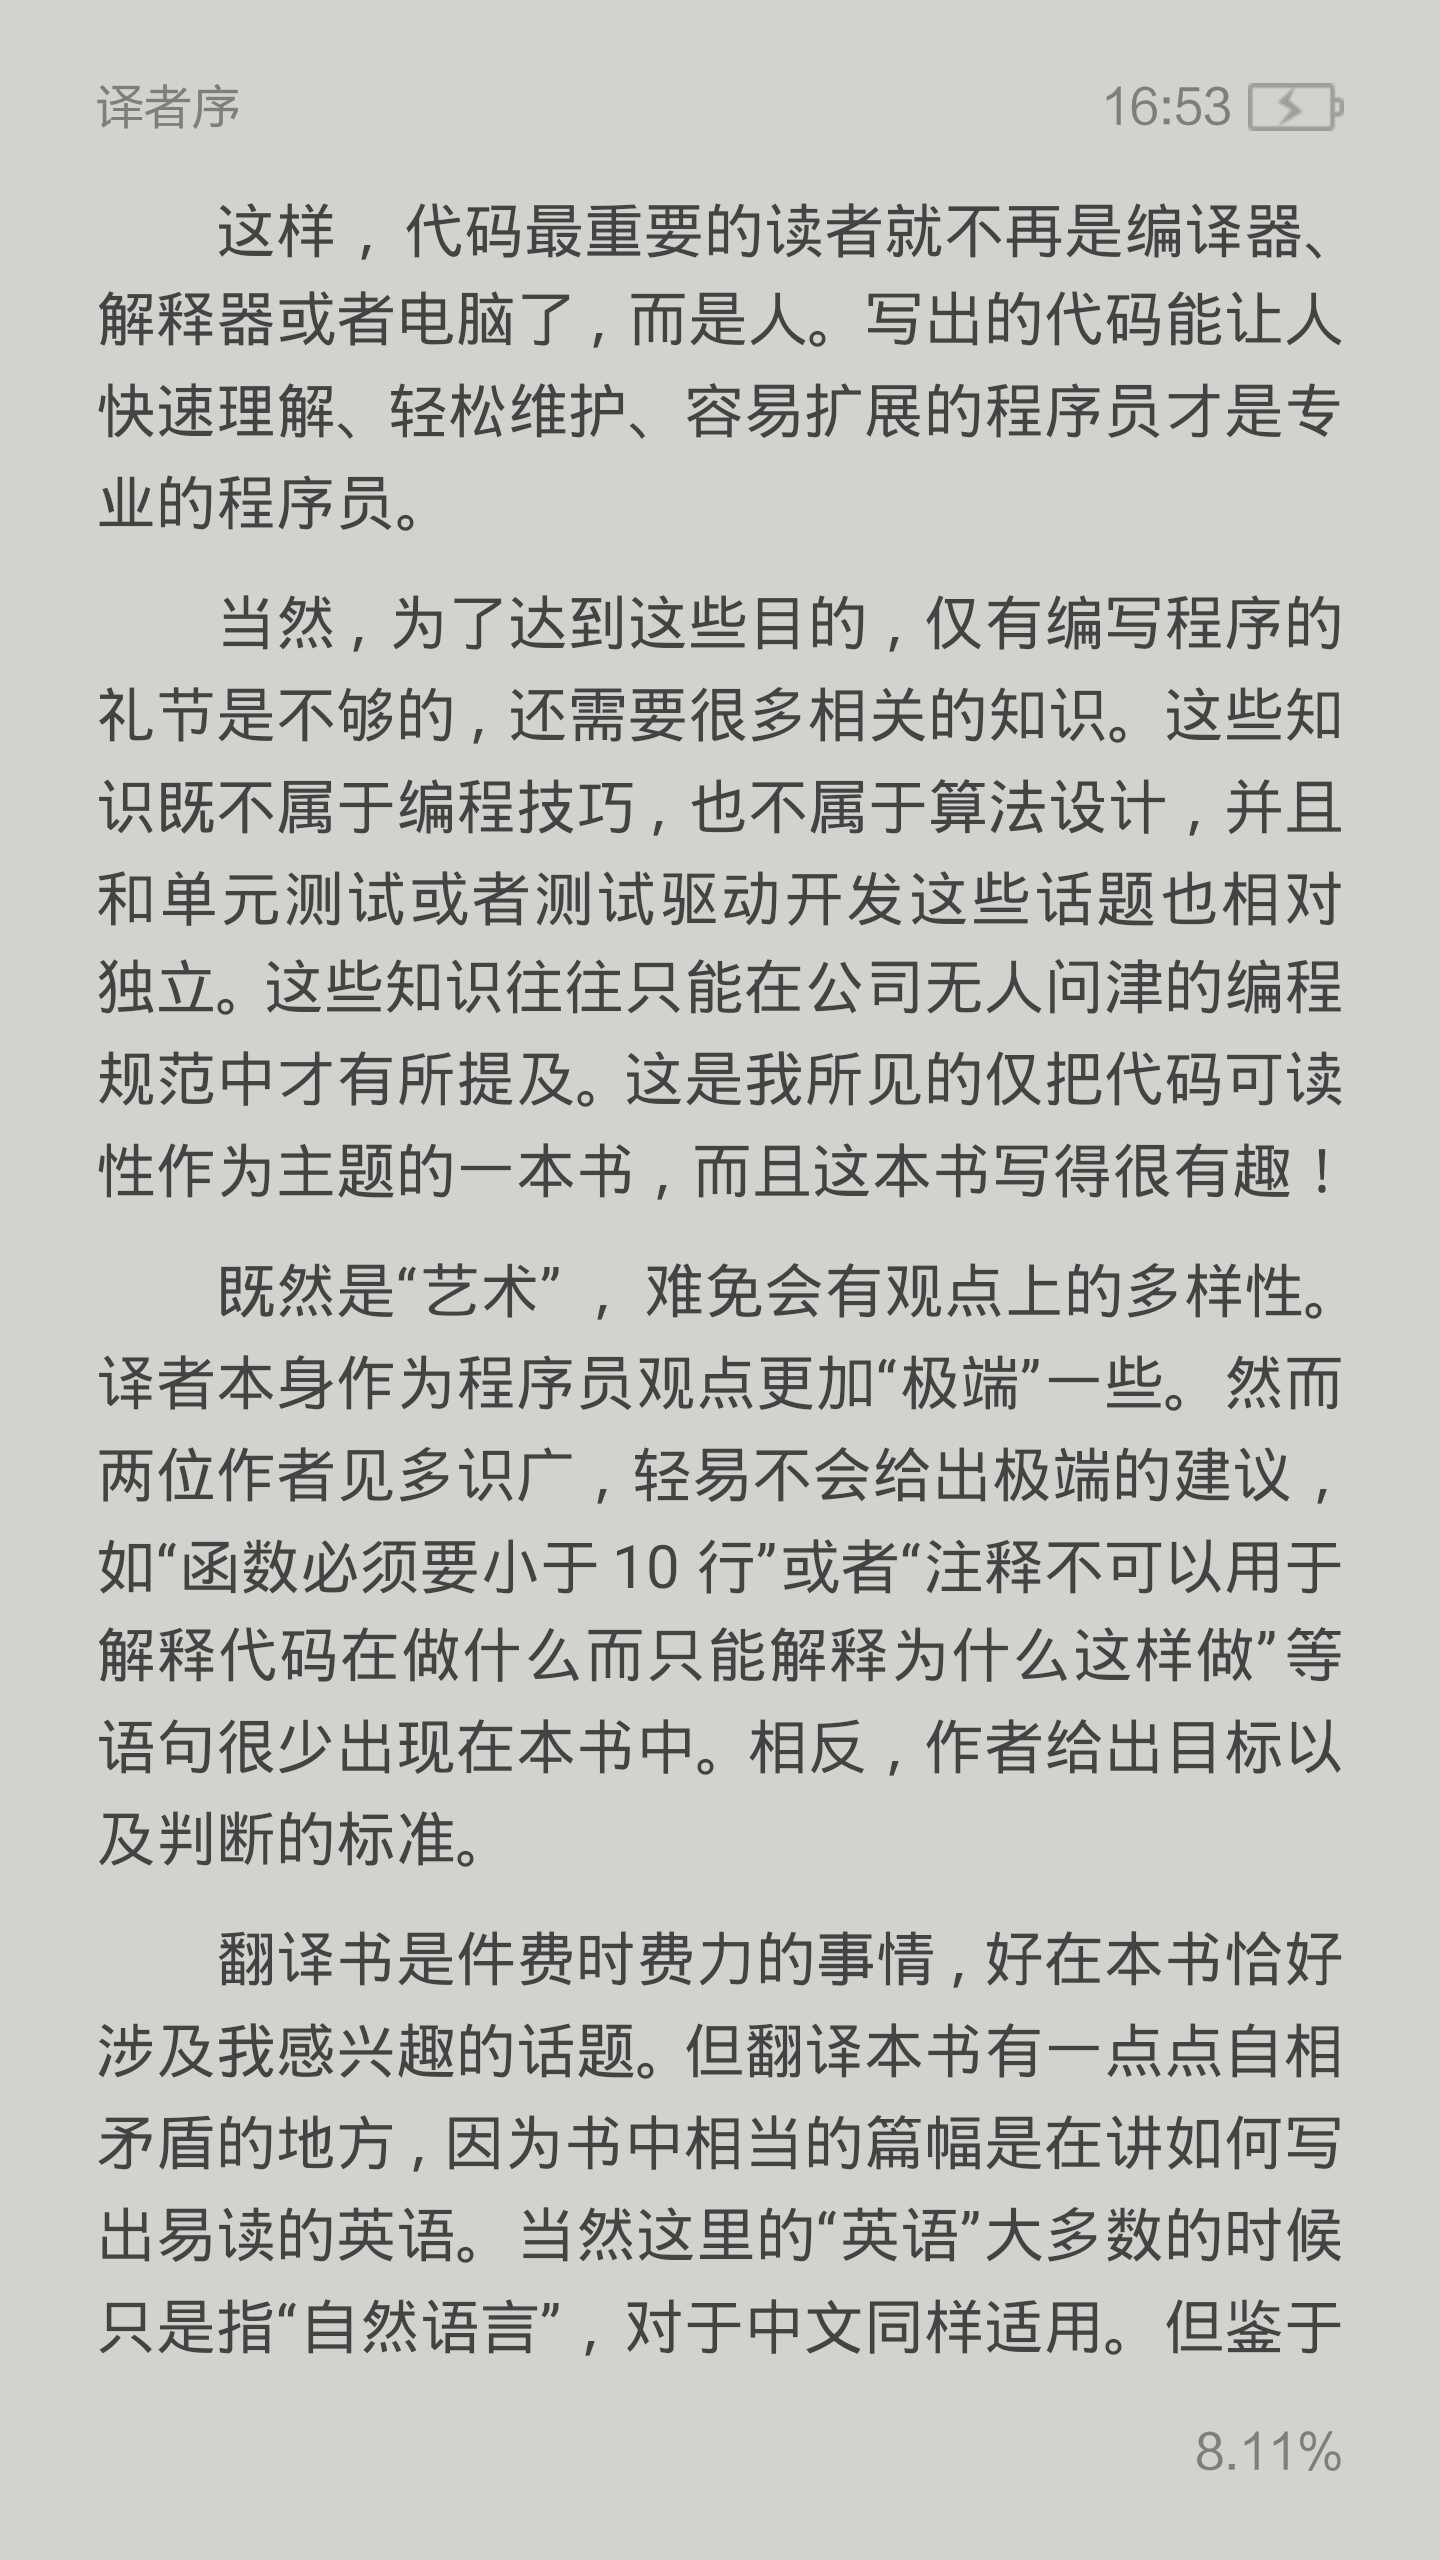 译者序
16:53
这样，代码最重要的读者就不再是编译器、
解释器或者电脑了，而是人。写出的代码能让人
快速理解、轻松维护、容易扩展的程序员才是专
业的程序员。
当然，为了达到这些目的，仅有编写程序的
礼节是不够的，还需要很多相关的知识。这些知
识既不属于编程技巧，也不属于算法设计，并且
和单元测试或者测试驱动开发这些话题也相对
独立。这些知识往往只能在公司无人问津的编程
规范中才有所提及。这是我所见的仅把代码可读
性作为主题的一本书，而且这本书写得很有趣！
既然是“艺术”，难免会有观点上的多样性。
译者本身作为程序员观点更加“极端”一些。然而
两位作者见多识广，轻易不会给出极端的建议，
如“函数必须要小于 10 行”或者“注释不可以用于
解释代码在做什么而只能解释为什么这样做”等
语句很少出现在本书中。相反，作者给出目标以
及判断的标准。
翻译书是件费时费力的事情，好在本书恰好
涉及我感兴趣的话题。但翻译本书有一点点自相
矛盾的地方，因为书中相当的篇幅是在讲如何写
出易读的英语。当然这里的“英语”大多数的时候
只是指“自然语言”，对于中文同样适用。但鉴于
8.11%